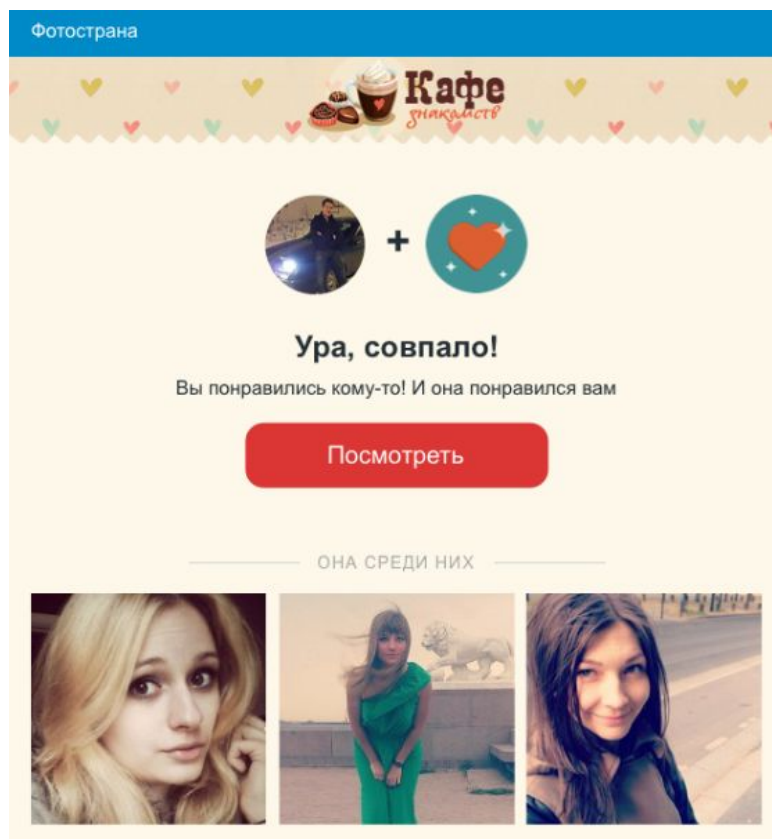 Фотострана
Кафе
знакомств
+
Ура, совпало!
Вы понравились кому-то! И она понравился вам
Посмотреть
ОНА СРЕДИ НИХ